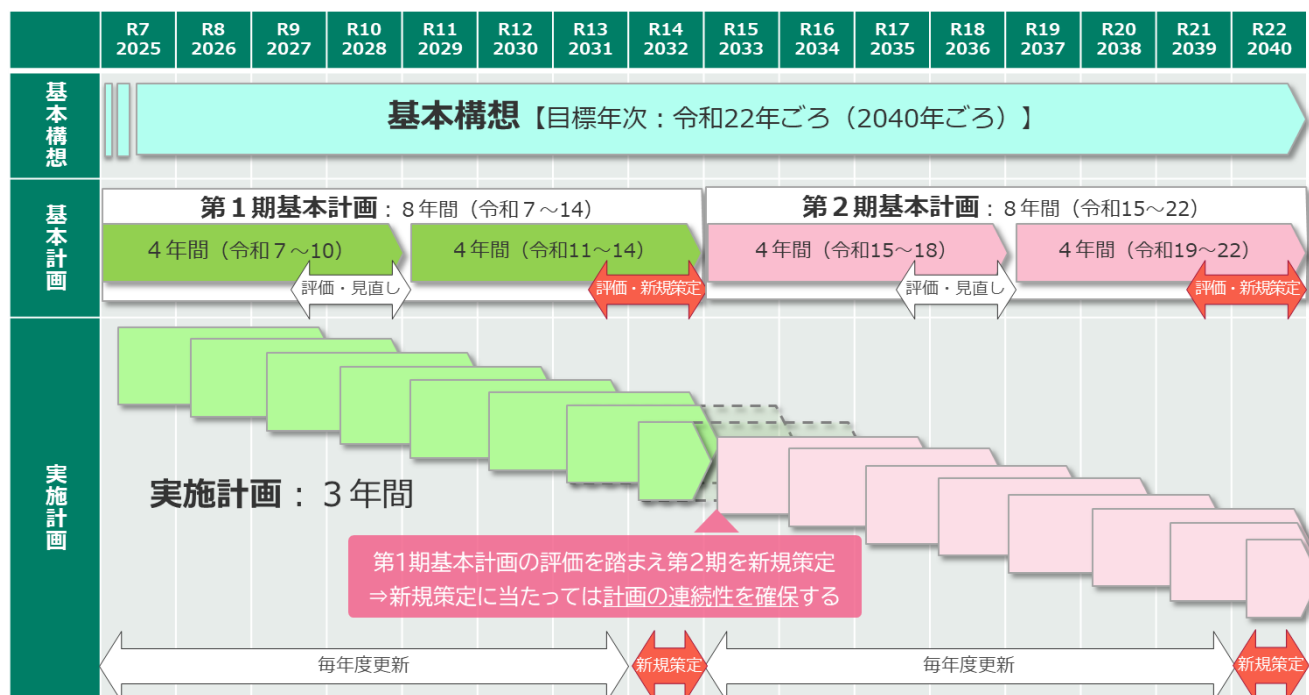 R7 R8 R9 R10 R11 R12 R13 R14 R15 R16 R17 R18 R19 R20 R21 R22
2025 2026 2027 2028 2029 2030 2031 2032 2033 2034 2035 2036 2037 2038 2039 2040
基本構想
基本構想【目標年次：令和22年ごろ（2040年ごろ）】
基本計画
第１期基本計画：８年間（令和７～14）
第２期基本計画：８年間（令和15～22）
４年間（令和７～10）
４年間（令和11～14）
４年間（令和15～18）
４年間（令和19～22）
評価・見直し
評価・新規策定
評価・見直し
評価・新規策定
実施計画
実施計画：３年間
第1期基本計画の評価を踏まえ第2期を新規策定
⇒新規策定に当たっては計画の連続性を確保する
毎年度更新
新規策定
毎年度更新
新規策定